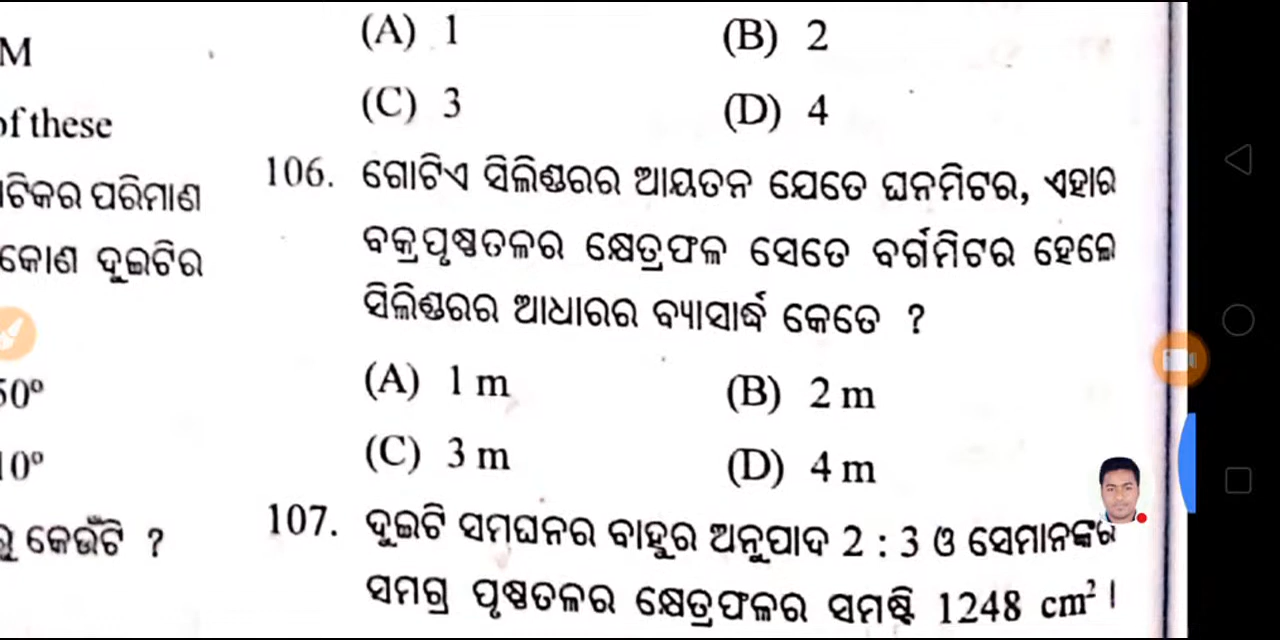 M
of these
ଟିକର ପରିମାଣ
କୋଣ ଦୁଇଟିର
50°
10°
ରୁ କେଉଁଟି ?
(A) 1 (B) 2
(C) 3 (D) 4
106. ଗୋଟିଏ ସିଲିଣ୍ଡରର ଆୟତନ ଯେତେ ଘନମିଟର, ଏହାର
ବକ୍ରପୃଷ୍ଠତଳର କ୍ଷେତ୍ରଫଳ ସେତେ ବର୍ଗମିଟର ହେଲେ
ସିଲିଣ୍ଡରର ଆଧାରର ବ୍ୟାସାର୍ଦ୍ଧ କେତେ ?
(A) 1 m (B) 2 m
(C) 3 m (D) 4 m
107. ଦୁଇଟି ସମଘନର ବାହୁର ଅନୁପାଦ 2 : 3 ଓ ସେମାନଙ୍କର
ସମଗ୍ର ପୃଷ୍ଠତଳର କ୍ଷେତ୍ରଫଳର ସମଷ୍ଟି 1248 cm² ।